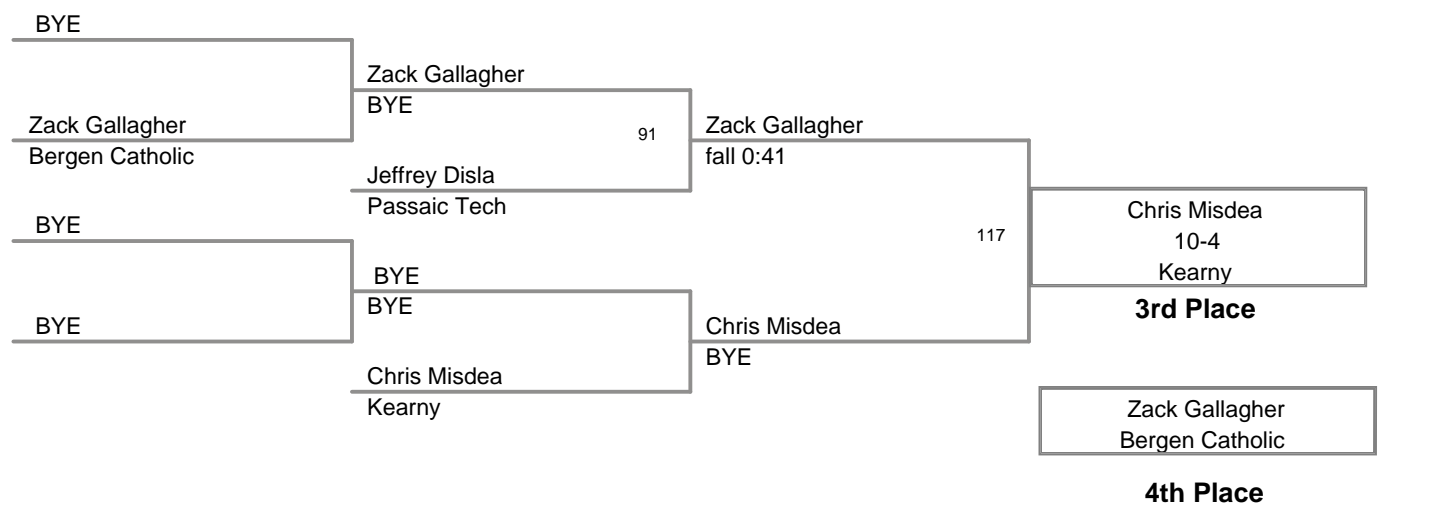 BYE
Zack Gallagher
BYE
Zack Gallagher
Bergen Catholic
91
Zack Gallagher
fall 0:41
Jeffrey Disla
Passaic Tech
BYE
117
Chris Misdea
10-4
Kearny
3rd Place
BYE
BYE
BYE
Chris Misdea
BYE
Chris Misdea
Kearny
Zack Gallagher
Bergen Catholic
4th Place